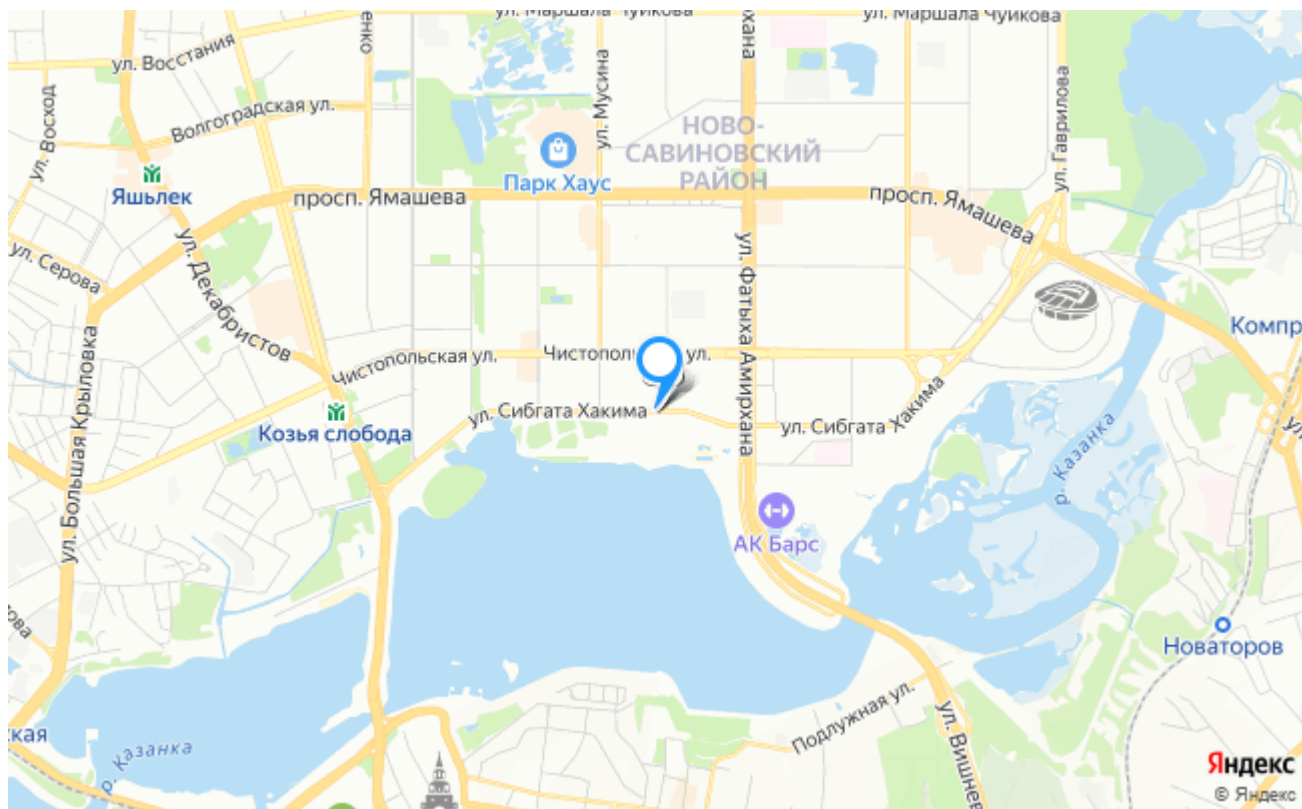 ул. Маршала Чуйкова
ул. Маршала Чуйкова
ул. Восстания
ул. Мусина
ул. Гаврилова
Волгоградская ул.
ул. Восход
НОВО-
САВИНОВСКИЙ
РАЙОН
Яшьлек
Парк Хаус
просп. Ямашева
просп. Ямашева
ул. Серова
ул. Декабристов
ул. Фатыха Амирхана
ул. Большая Крыловка
Чистопольская ул.
ул. Сибгата Хакима
ул. Сибгата Хакима
Козья слобода
р. Казанка
АК Барс
Новаторов
Подлужная ул.
р. Казанка
Яндекс
© Яндекс